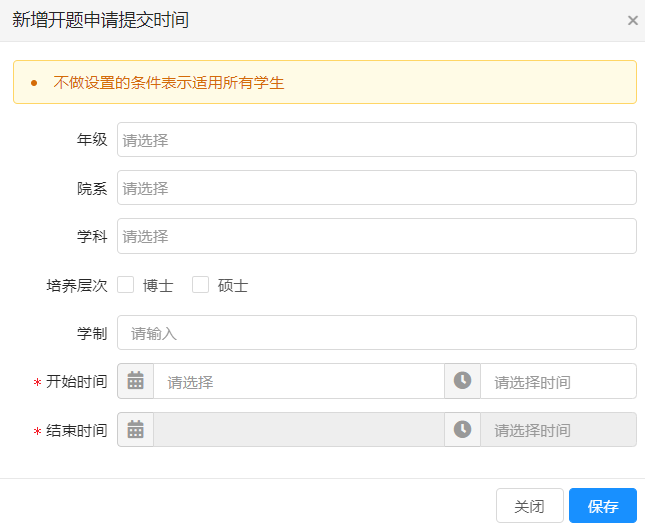 新增开题申请提交时间 ×
不做设置的条件表示适用所有学生
年级 请选择
院系 请选择
学科 请选择
培养层次 博士 硕士
学制 请输入
* 开始时间 请选择 请选择时间
* 结束时间 请选择时间
关闭 保存